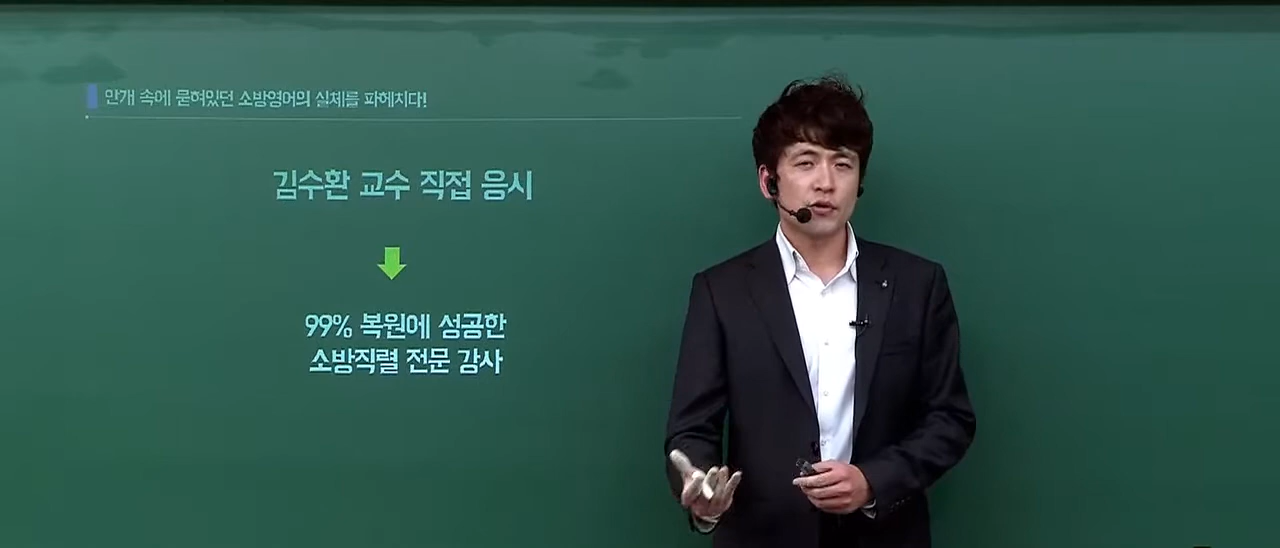 안개 속에 묻혀있던 소방영어의 실체를 파헤치다!
김수환 교수 직접 응시
99% 복원에 성공한
소방직렬 전문 강사